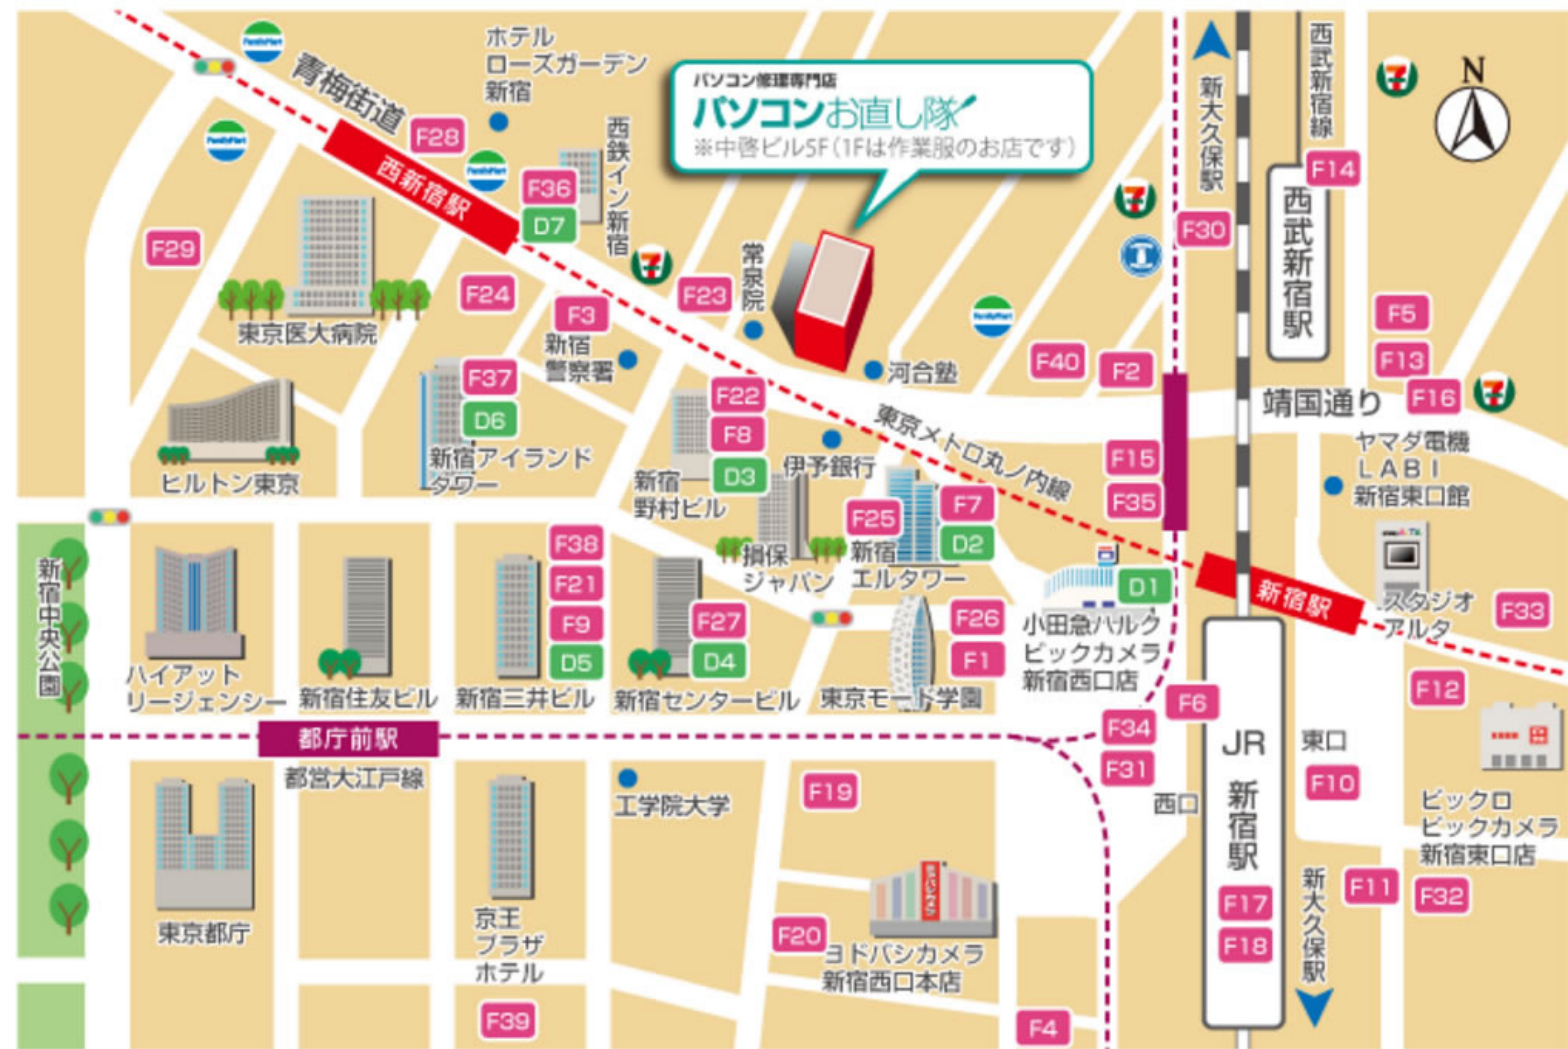 ホテル
ローズガーデン
新宿
青梅街道
FamilyMart
F28
西新宿駅
FamilyMart
FamilyMart
F36
D7
西鉄イン新宿
パソコン修理専門店
パソコンお直し隊
※中啓ビル5F(1Fは作業服のお店です)
新大久保駅
西武新宿線
7
N
F14
西武新宿駅
7
F30
F29
東京医大病院
F24
F3
新宿
警察署
7
F23
常泉院
FamilyMart
河合塾
F40
F2
F5
F13
F16
7
靖国通り
ヤマダ電機
LABI
新宿東口館
ヒルトン東京
F37
D6
新宿アイランド
タワー
F22
F8
D3
新宿
野村ビル
伊予銀行
東京メトロ丸ノ内線
F15
F35
損保
ジャパン
F25
新宿
エルタワー
F7
D2
D1
小田急ハルク
ビックカメラ
新宿西口店
新宿駅
スタジオ
アルタ
F33
新宿中央公園
ハイアット
リージェンシー
新宿住友ビル
F38
F21
F9
D5
新宿三井ビル
F27
D4
新宿センタービル
F26
F1
東京モード学園
F6
F34
F31
西口
JR
新宿駅
F17
F18
東口
F10
F12
ビックロ
ビックカメラ
新宿東口店
F11
F32
新大久保駅
都庁前駅
都営大江戸線
東京都庁
京王
プラザ
ホテル
F39
工学院大学
F19
F20
ヨドバシカメラ
新宿西口本店
F4